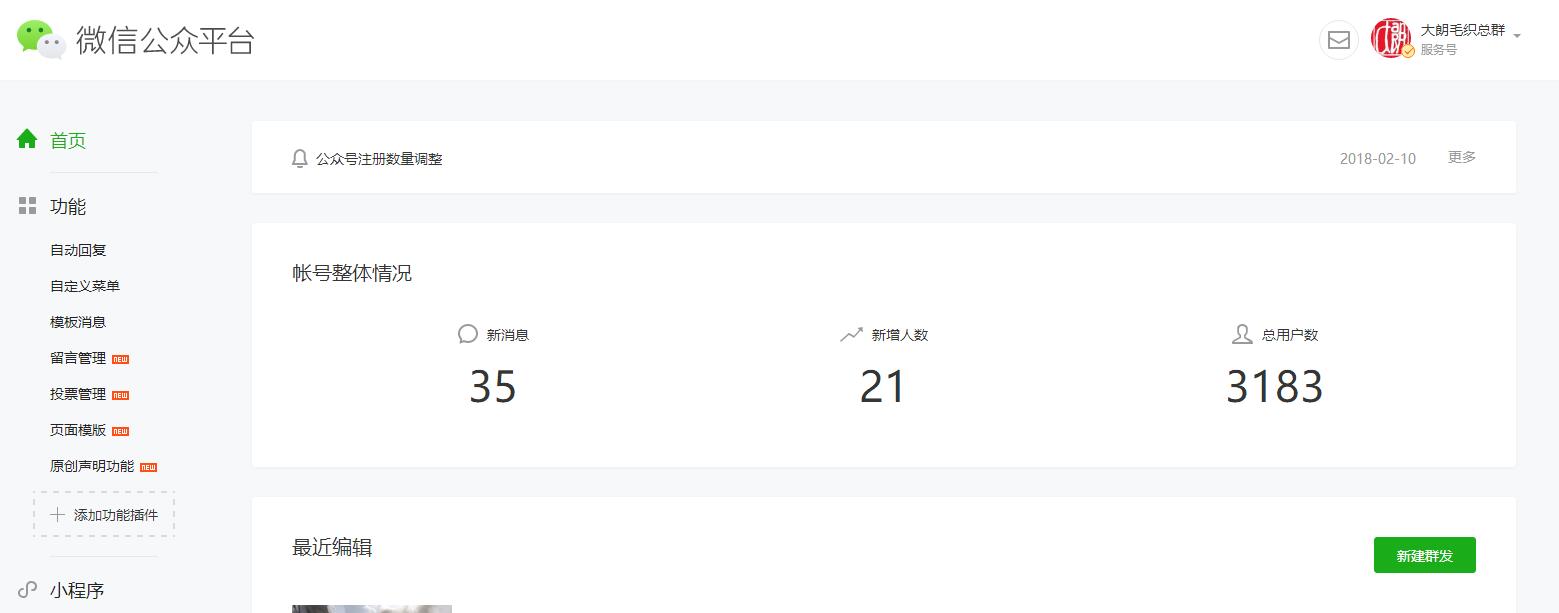 微信公众平台
大朗毛织总群
服务号
首页
公众号注册数量调整 2018-02-10 更多
功能
自动回复
自定义菜单
模板消息
留言管理 NEW
投票管理 NEW
页面模版 NEW
原创声明功能 NEW
添加功能插件
小程序
帐号整体情况
新消息 新增人数 总用户数
35 21 3183
最近编辑 新建群发